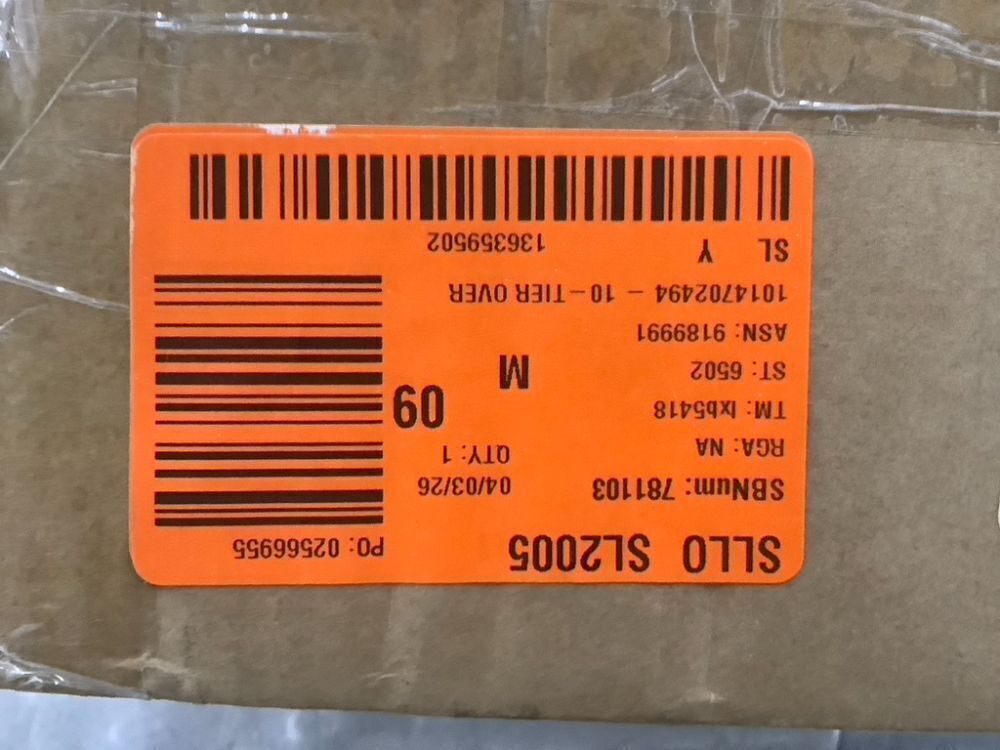 SLLO SL2005
PO: 02566955
SBNum: 781103 04/03/26
RGA: NA QTY: 1
TM: lxb5418 09
ST: 6502 M
ASN: 9189991
1014702494 - 10-TIER OVER
SL Y 136359502